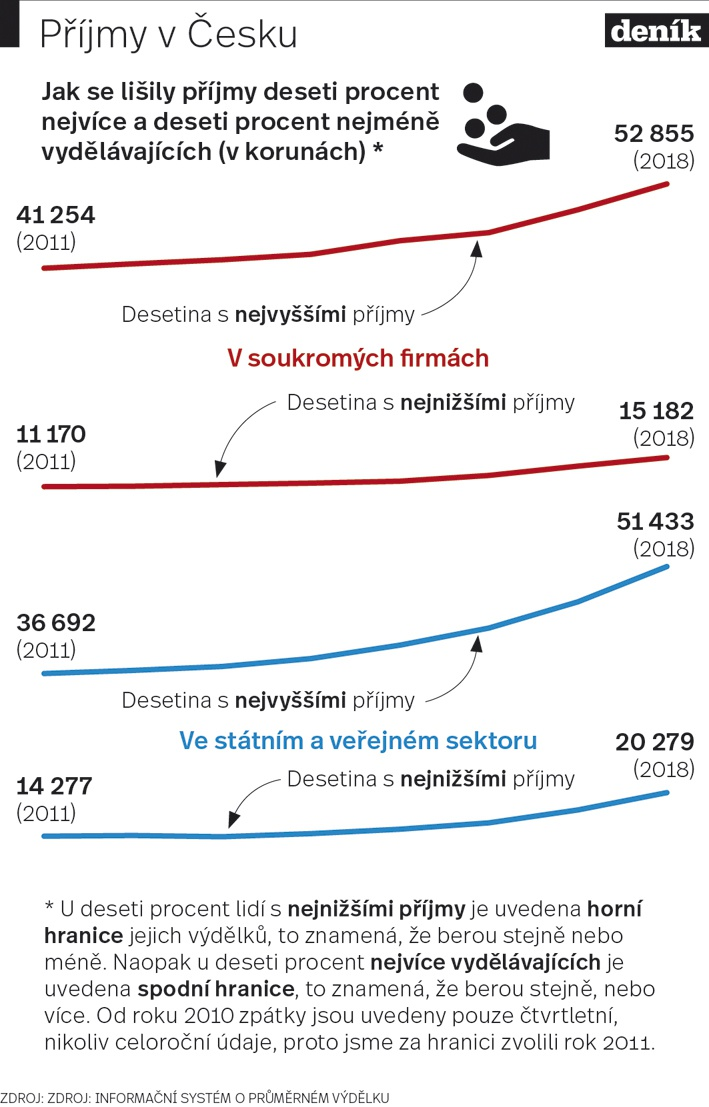 Příjmy v Česku
deník
Jak se lišily příjmy deseti procent
nejvíce a deseti procent nejméně
vydělávajících (v korunách) *
52 855
(2018)
41 254
(2011)
Desetina s nejvyššími příjmy
V soukromých firmách
Desetina s nejnižšími příjmy
15 182
(2018)
11 170
(2011)
51 433
(2018)
36 692
(2011)
Desetina s nejvyššími příjmy
Ve státním a veřejném sektoru
20 279
(2018)
Desetina s nejnižšími příjmy
14 277
(2011)
* U deseti procent lidí s nejnižšími příjmy je uvedena horní
hranice jejich výdělků, to znamená, že berou stejně nebo
méně. Naopak u deseti procent nejvíce vydělávajících je
uvedena spodní hranice, to znamená, že berou stejně, nebo
více. Od roku 2010 zpátky jsou uvedeny pouze čtvrtletní,
nikoliv celoroční údaje, proto jsme za hranici zvolili rok 2011.
ZDROJ: ZDROJ: INFORMAČNÍ SYSTÉM O PRŮMĚRNÉM VÝDĚLKU